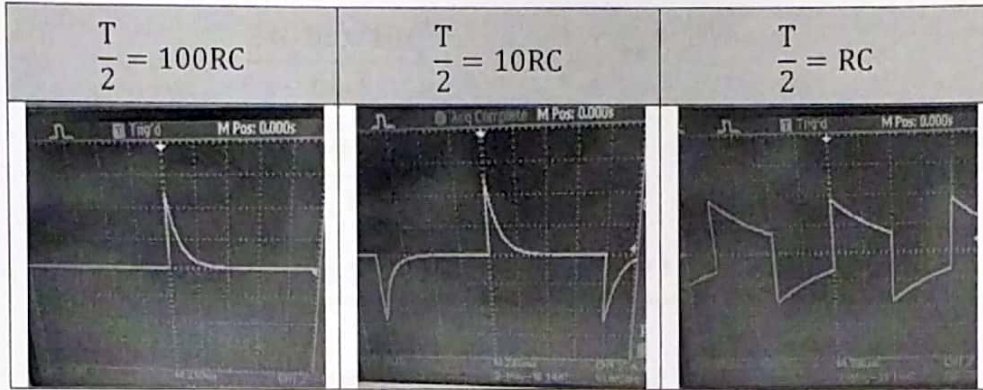 T/2 = 100RC
T/2 = 10RC
T/2 = RC
Trig'd M Pos: 0.000s
Acq Complete M Pos: 0.000s
Trig'd M Pos: 0.000s